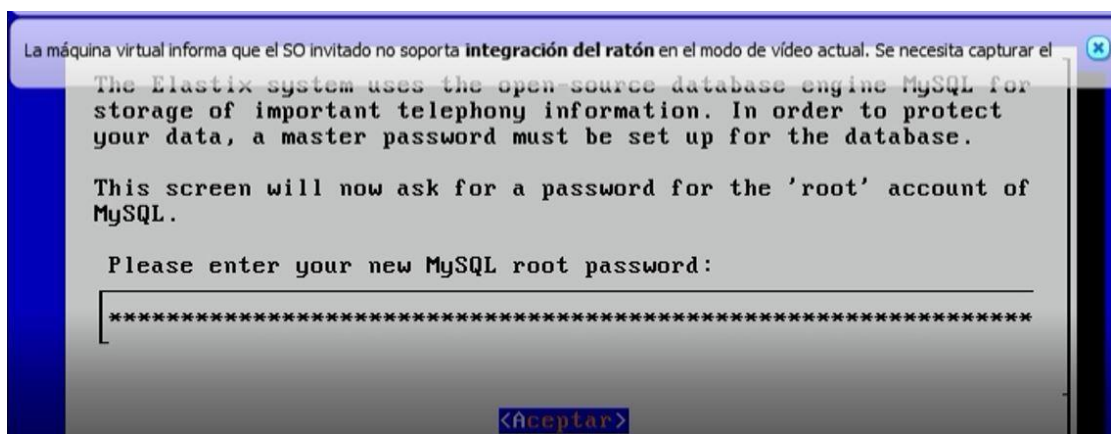 La máquina virtual informa que el SO invitado no soporta integración del ratón en el modo de vídeo actual. Se necesita capturar el
The Elastix system uses the open-source database engine MySQL for
storage of important telephony information. In order to protect
your data, a master password must be set up for the database.
This screen will now ask for a password for the 'root' account of
MySQL.
Please enter your new MySQL root password:
****************************************************************
<Aceptar>